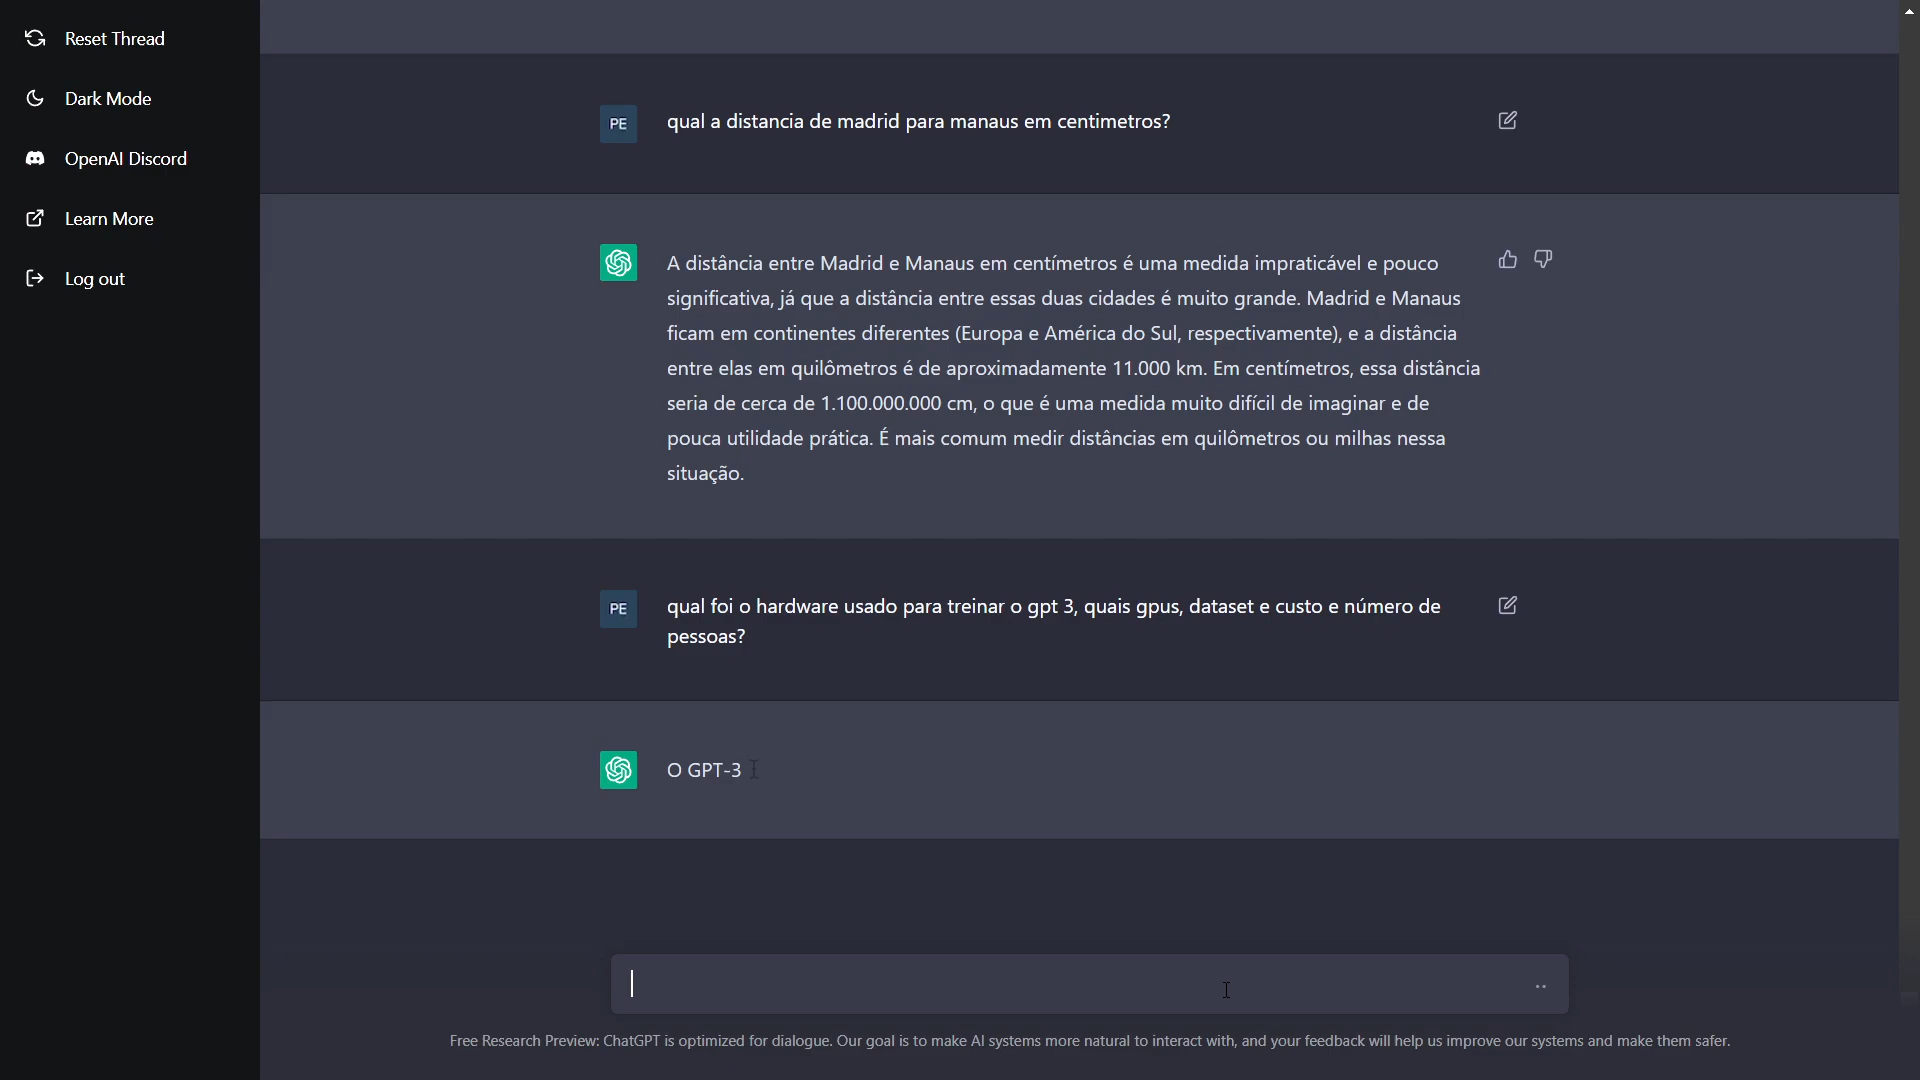 Reset Thread
Dark Mode
OpenAI Discord
Learn More
Log out
PE
qual a distancia de madrid para manaus em centimetros?
A distância entre Madrid e Manaus em centímetros é uma medida impraticável e pouco
significativa, já que a distância entre essas duas cidades é muito grande. Madrid e Manaus
ficam em continentes diferentes (Europa e América do Sul, respectivamente), e a distância
entre elas em quilômetros é de aproximadamente 11.000 km. Em centímetros, essa distância
seria de cerca de 1.100.000.000 cm, o que é uma medida muito difícil de imaginar e de
pouca utilidade prática. É mais comum medir distâncias em quilômetros ou milhas nessa
situação.
PE
qual foi o hardware usado para treinar o gpt 3, quais gpus, dataset e custo e número de
pessoas?
O GPT-3
Free Research Preview: ChatGPT is optimized for dialogue. Our goal is to make AI systems more natural to interact with, and your feedback will help us improve our systems and make them safer.